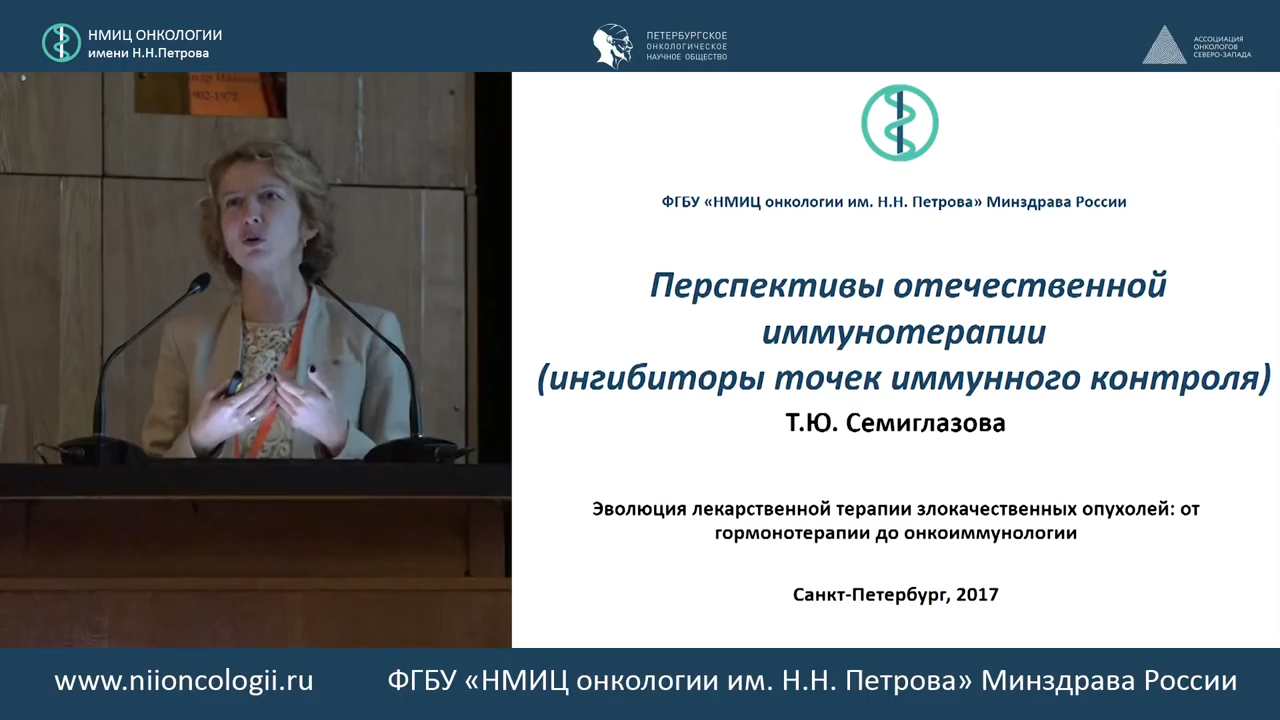 НМИЦ ОНКОЛОГИИ
имени Н.Н.Петрова
ПЕТЕРБУРГСКОЕ
ОНКОЛОГИЧЕСКОЕ
НАУЧНОЕ ОБЩЕСТВО
АССОЦИАЦИЯ
ОНКОЛОГОВ
СЕВЕРО-ЗАПАДА
902-1972
ФГБУ «НМИЦ онкологии им. Н.Н. Петрова» Минздрава России
Перспективы отечественной
иммунотерапии
(ингибиторы точек иммунного контроля)
Т.Ю. Семиглазова
Эволюция лекарственной терапии злокачественных опухолей: от
гормонотерапии до онкоиммунологии
Санкт-Петербург, 2017
www.niioncologii.ru
ФГБУ «НМИЦ онкологии им. Н.Н. Петрова» Минздрава России